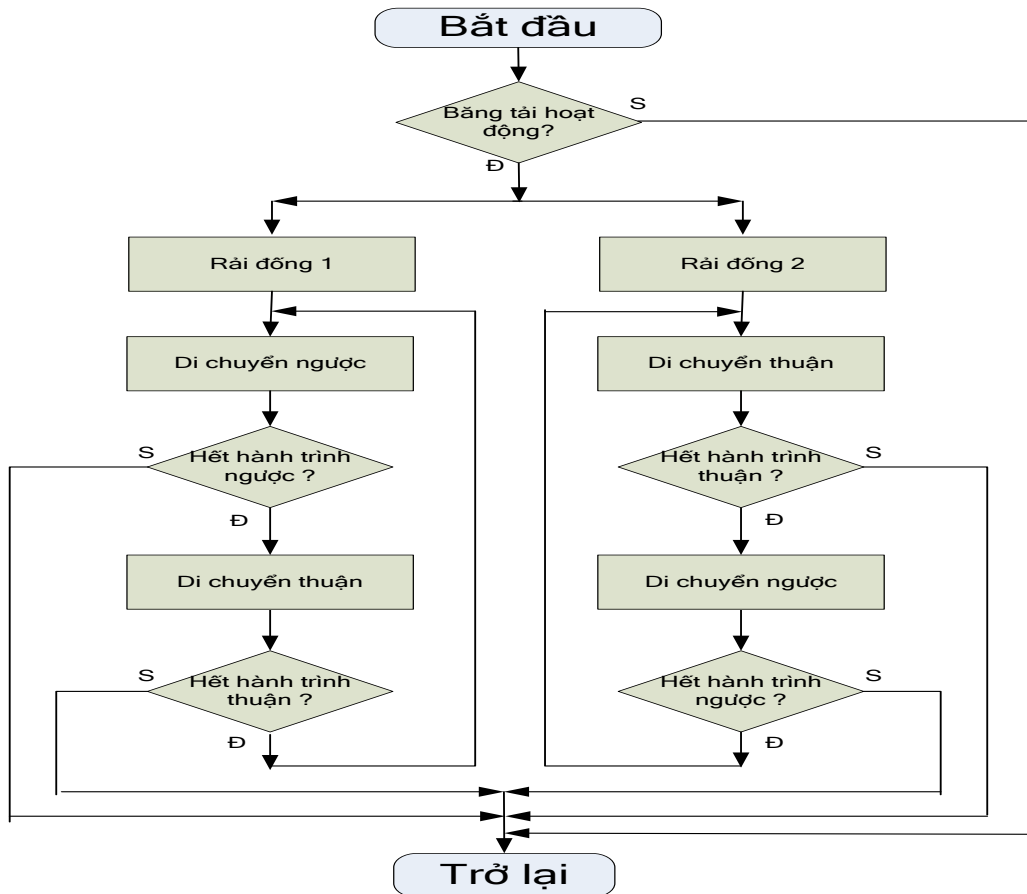 Bắt đầu
S
Băng tải hoạt
động?
Đ
Rải đống 1
Rải đống 2
Di chuyển ngược
Di chuyển thuận
S
Hết hành trình
ngược ?
Hết hành trình
thuận ?
S
Đ
Đ
Di chuyển thuận
Di chuyển ngược
S
Hết hành trình
thuận ?
Hết hành trình
ngược ?
S
Đ
Đ
Trở lại